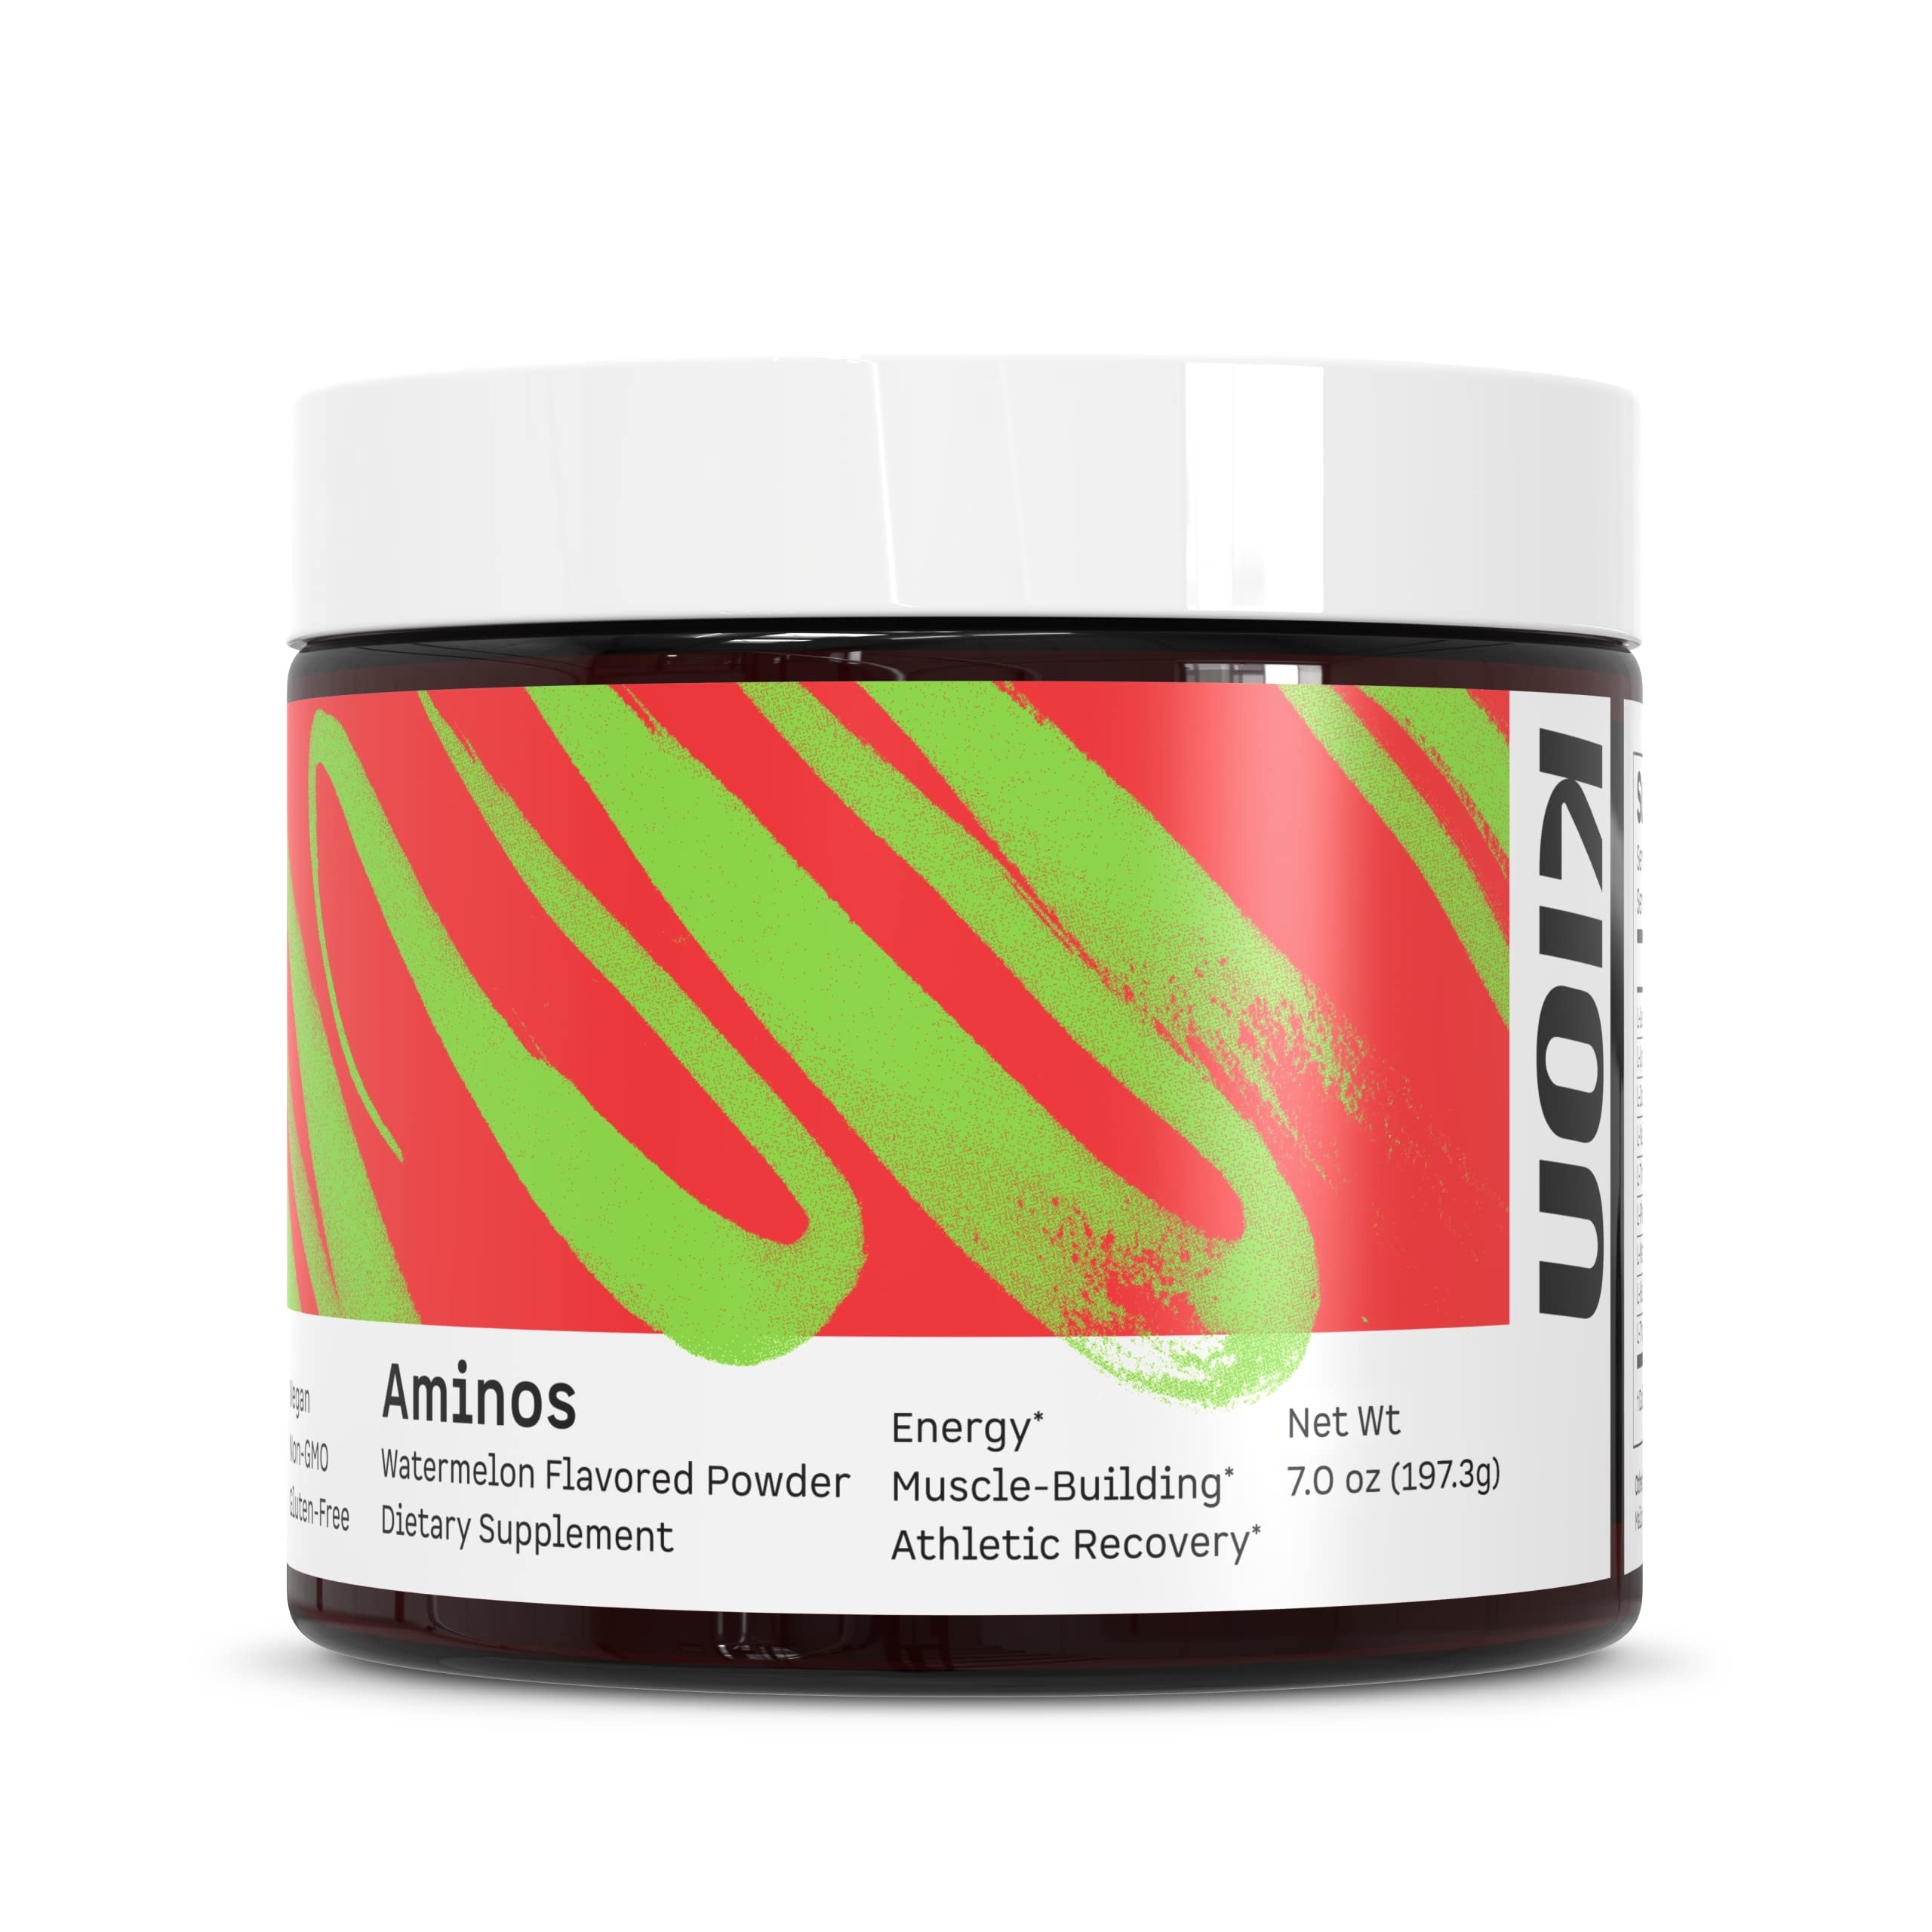 Kion
Vegan
Non-GMO
Gluten-Free
Aminos
Watermelon Flavored Powder
Dietary Supplement
Energy*
Muscle-Building*
Athletic Recovery*
Net Wt
7.0 oz (197.3g)